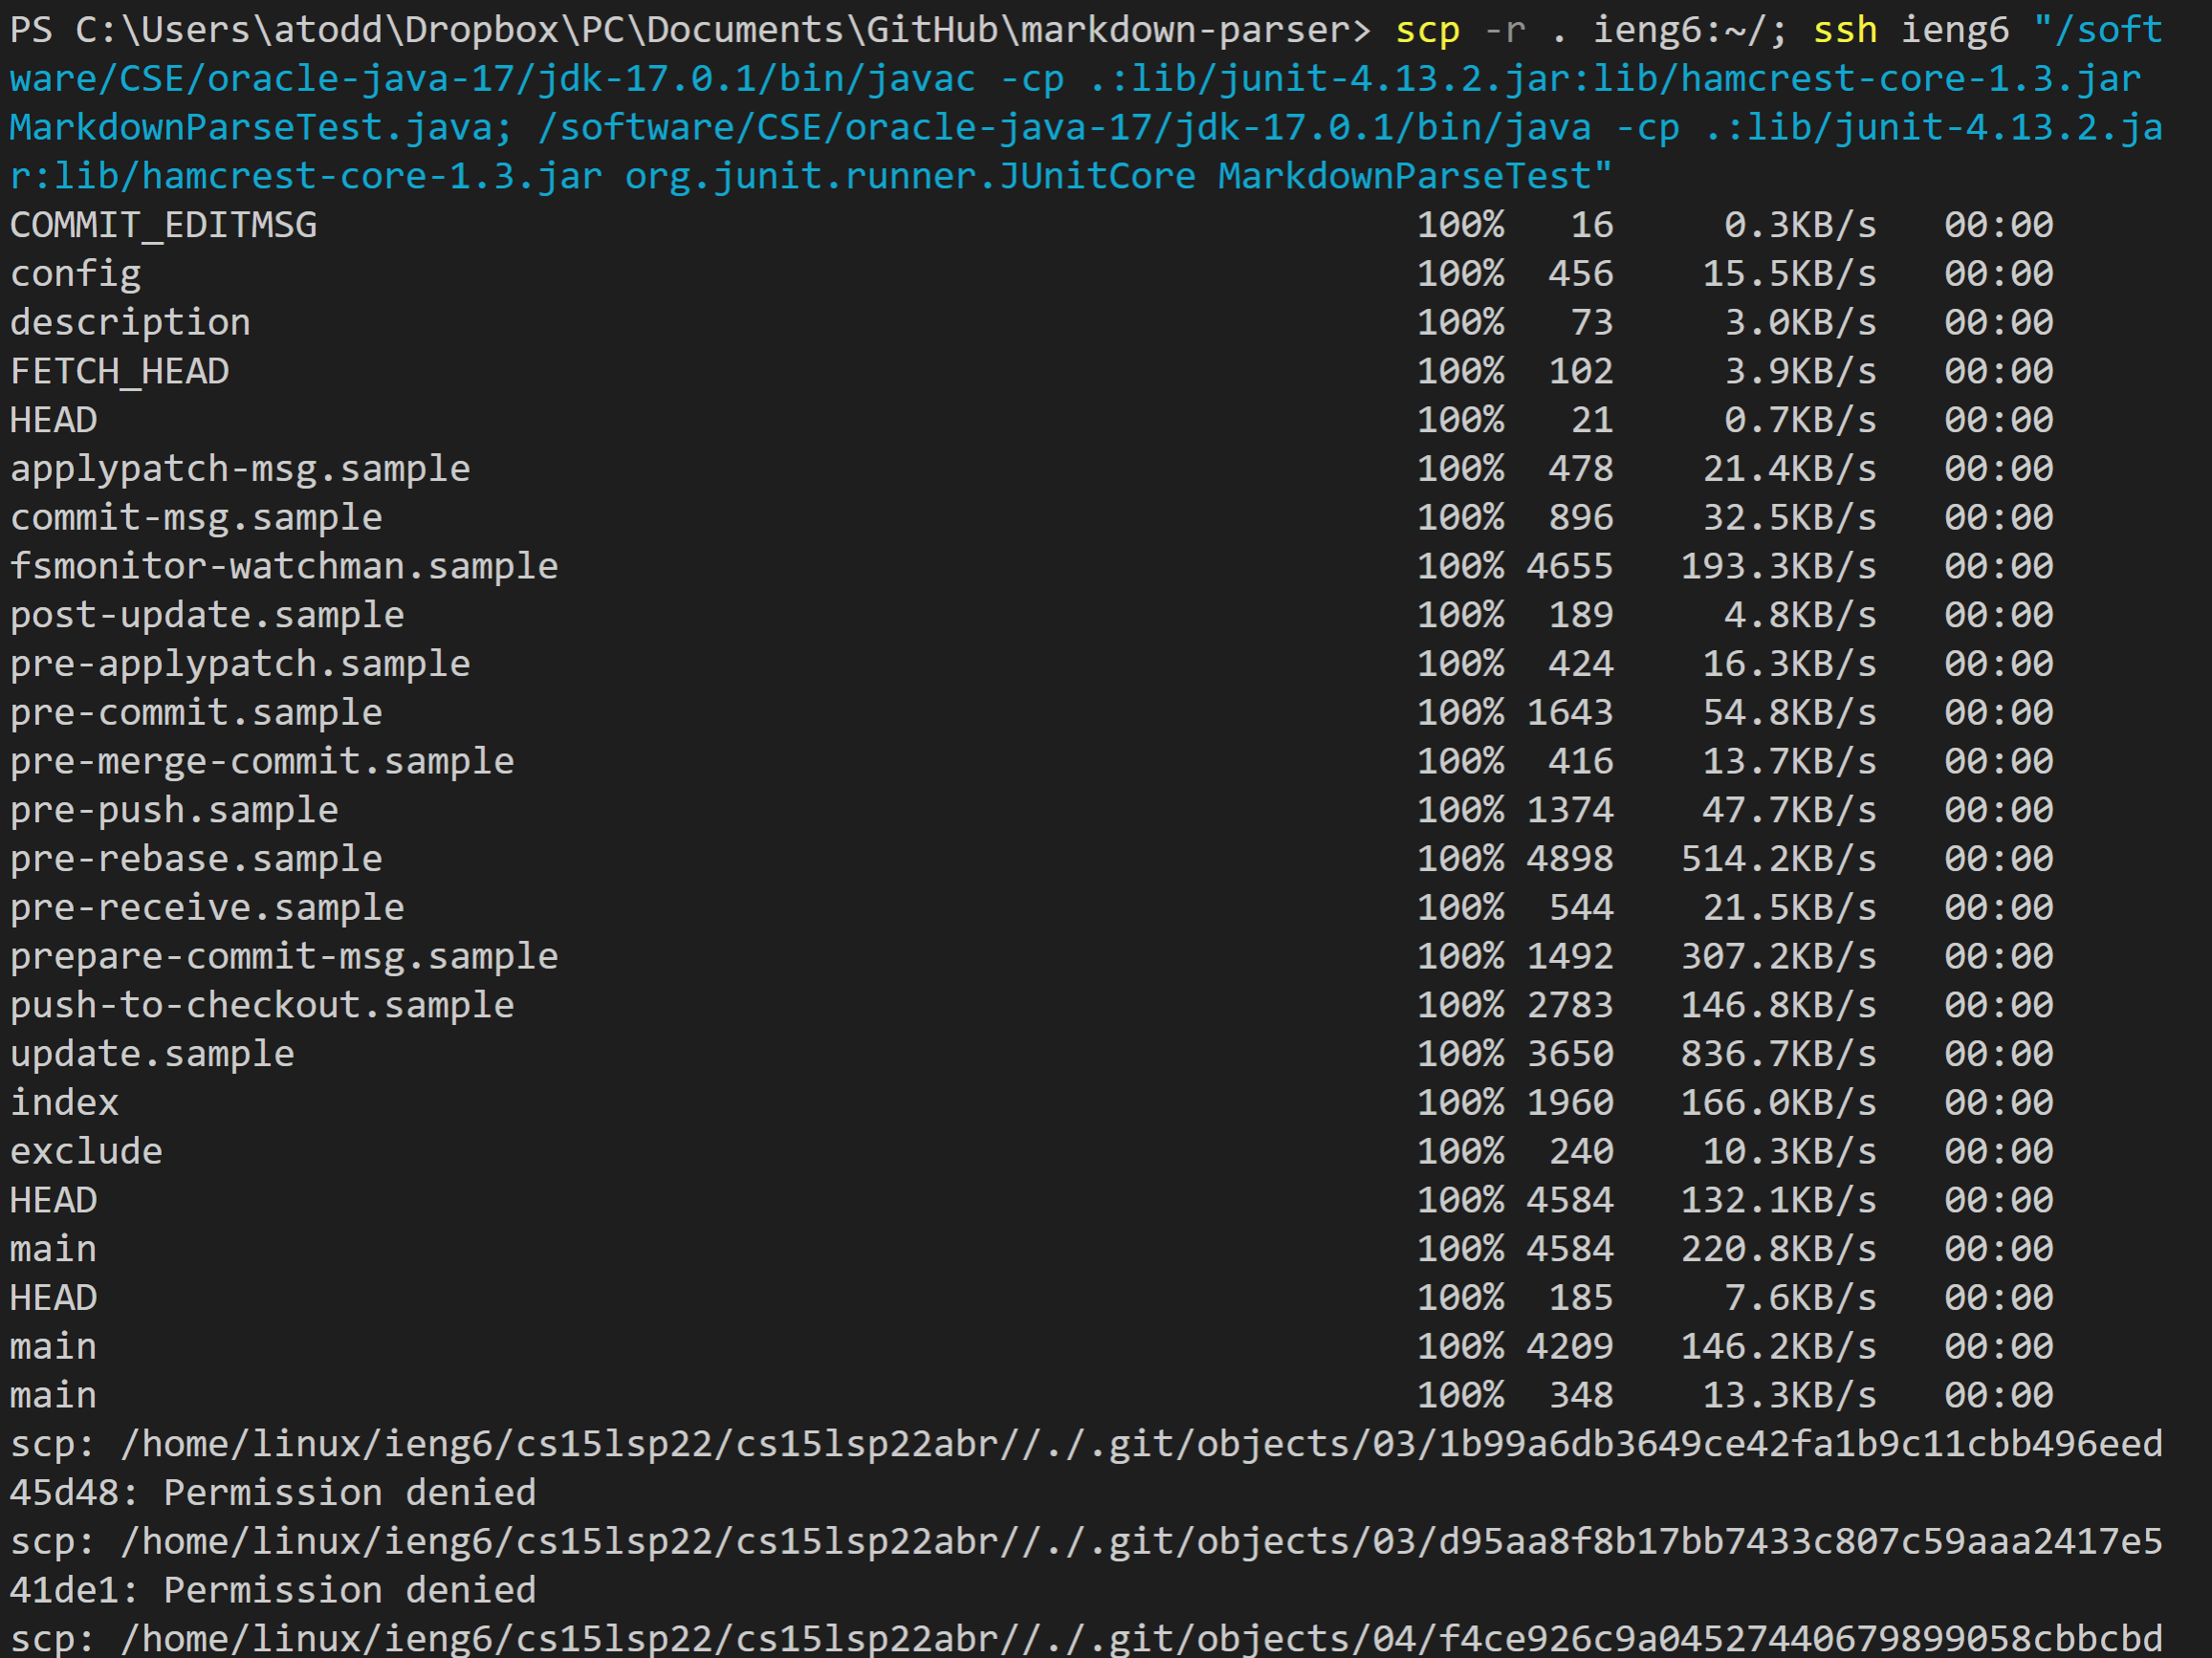 PS C:\Users\atodd\Dropbox\PC\Documents\GitHub\markdown-parser> scp -r . ieng6:~/; ssh ieng6 "/soft
ware/CSE/oracle-java-17/jdk-17.0.1/bin/javac -cp .:lib/junit-4.13.2.jar:lib/hamcrest-core-1.3.jar
MarkdownParseTest.java; /software/CSE/oracle-java-17/jdk-17.0.1/bin/java -cp .:lib/junit-4.13.2.ja
r:lib/hamcrest-core-1.3.jar org.junit.runner.JUnitCore MarkdownParseTest"
COMMIT_EDITMSG 100% 16 0.3KB/s 00:00
config 100% 456 15.5KB/s 00:00
description 100% 73 3.0KB/s 00:00
FETCH_HEAD 100% 102 3.9KB/s 00:00
HEAD 100% 21 0.7KB/s 00:00
applypatch-msg.sample 100% 478 21.4KB/s 00:00
commit-msg.sample 100% 896 32.5KB/s 00:00
fsmonitor-watchman.sample 100% 4655 193.3KB/s 00:00
post-update.sample 100% 189 4.8KB/s 00:00
pre-applypatch.sample 100% 424 16.3KB/s 00:00
pre-commit.sample 100% 1643 54.8KB/s 00:00
pre-merge-commit.sample 100% 416 13.7KB/s 00:00
pre-push.sample 100% 1374 47.7KB/s 00:00
pre-rebase.sample 100% 4898 514.2KB/s 00:00
pre-receive.sample 100% 544 21.5KB/s 00:00
prepare-commit-msg.sample 100% 1492 307.2KB/s 00:00
push-to-checkout.sample 100% 2783 146.8KB/s 00:00
update.sample 100% 3650 836.7KB/s 00:00
index 100% 1960 166.0KB/s 00:00
exclude 100% 240 10.3KB/s 00:00
HEAD 100% 4584 132.1KB/s 00:00
main 100% 4584 220.8KB/s 00:00
HEAD 100% 185 7.6KB/s 00:00
main 100% 4209 146.2KB/s 00:00
main 100% 348 13.3KB/s 00:00
scp: /home/linux/ieng6/cs15lsp22/cs15lsp22abr//./.git/objects/03/1b99a6db3649ce42fa1b9c11cbb496eed
45d48: Permission denied
scp: /home/linux/ieng6/cs15lsp22/cs15lsp22abr//./.git/objects/03/d95aa8f8b17bb7433c807c59aaa2417e5
41de1: Permission denied
scp: /home/linux/ieng6/cs15lsp22/cs15lsp22abr//./.git/objects/04/f4ce926c9a04527440679899058cbbcbd